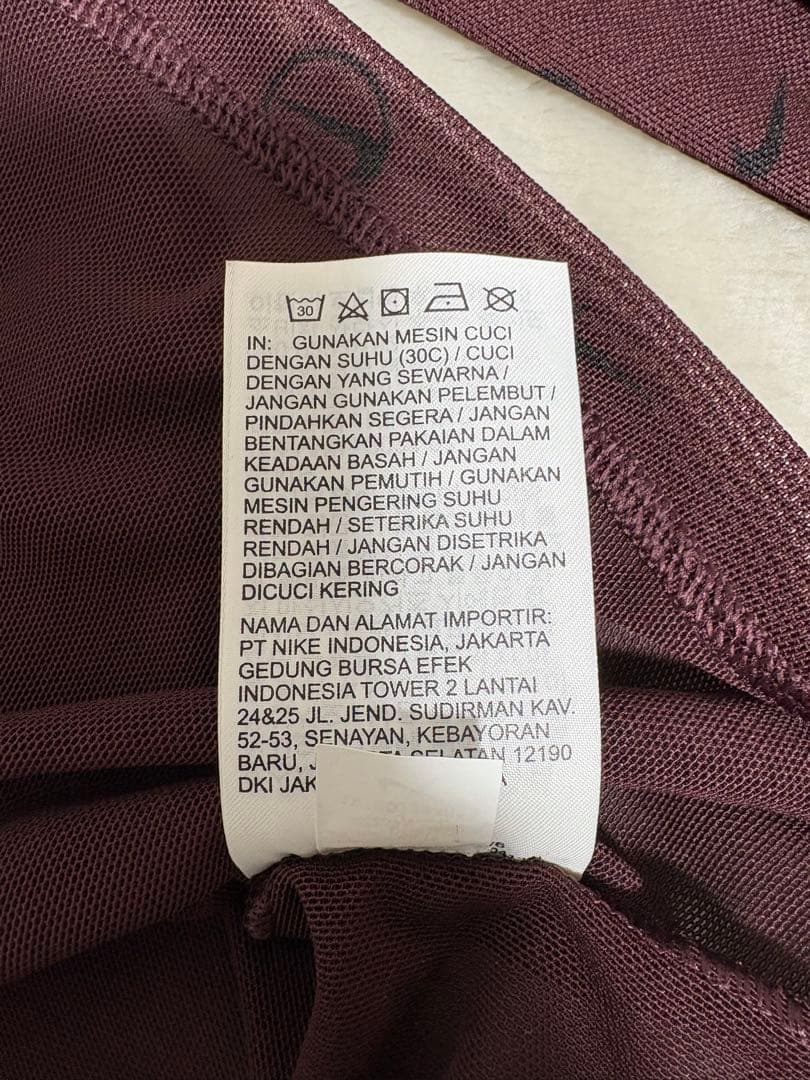 30
IN: GUNAKAN MESIN CUCI
DENGAN SUHU (30C) / CUCI
DENGAN YANG SEWARNA /
JANGAN GUNAKAN PELEMBUT /
PINDAHKAN SEGERA / JANGAN
BENTANGKAN PAKAIAN DALAM
KEADAAN BASAH / JANGAN
GUNAKAN PEMUTIH / GUNAKAN
MESIN PENGERING SUHU
RENDAH / SETERIKA SUHU
RENDAH / JANGAN DISETRIKA
DIBAGIAN BERCORAK / JANGAN
DICUCI KERING
NAMA DAN ALAMAT IMPORTIR:
PT NIKE INDONESIA, JAKARTA
GEDUNG BURSA EFEK
INDONESIA TOWER 2 LANTAI
24&25 JL. JEND. SUDIRMAN KAV.
52-53, SENAYAN, KEBAYORAN
BARU, SELATAN 12190
DKI